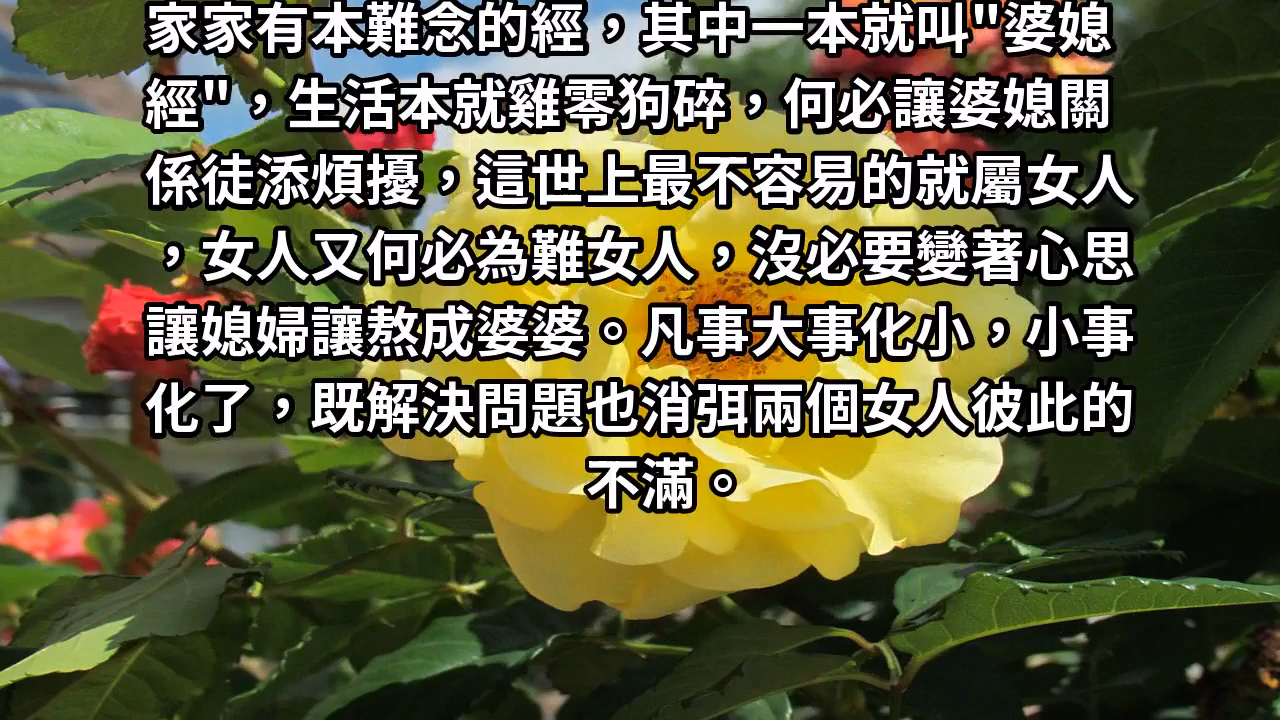 家家有本難念的經，其中一本就叫"婆媳
經"，生活本就雞零狗碎，何必讓婆媳關
係徒添煩擾，這世上最不容易的就屬女人
，女人又何必為難女人，沒必要變著心思
讓媳婦讓熬成婆婆。凡事大事化小，小事
化了，既解決問題也消弭兩個女人彼此的
不滿。